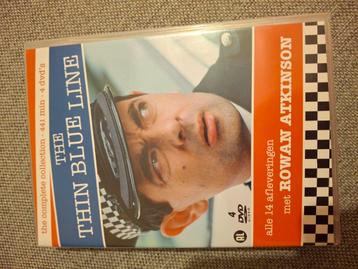 the complete collection - 441 min - 4 dvd's
THE
THIN BLUE LINE
4
DVD
AL
alle 14 afleveringen
met ROWAN ATKINSON